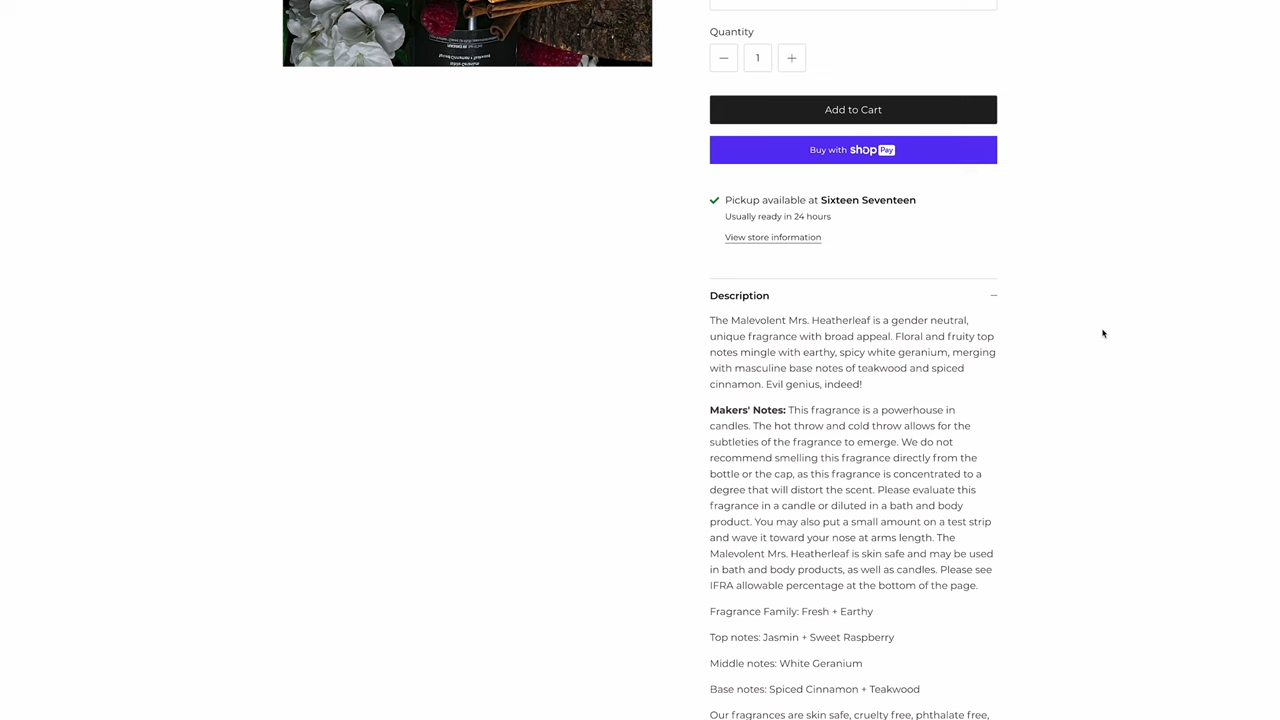 Quantity
1
Add to Cart
Buy with shop Pay
Pickup available at Sixteen Seventeen
Usually ready in 24 hours
View store information
Description
The Malevolent Mrs. Heatherleaf is a gender neutral,
unique fragrance with broad appeal. Floral and fruity top
notes mingle with earthy, spicy white geranium, merging
with masculine base notes of teakwood and spiced
cinnamon. Evil genius, indeed!
Makers' Notes: This fragrance is a powerhouse in
candles. The hot throw and cold throw allows for the
subtleties of the fragrance to emerge. We do not
recommend smelling this fragrance directly from the
bottle or the cap, as this fragrance is concentrated to a
degree that will distort the scent. Please evaluate this
fragrance in a candle or diluted in a bath and body
product. You may also put a small amount on a test strip
and wave it toward your nose at arms length. The
Malevolent Mrs. Heatherleaf is skin safe and may be used
in bath and body products, as well as candles. Please see
IFRA allowable percentage at the bottom of the page.
Fragrance Family: Fresh + Earthy
Top notes: Jasmin + Sweet Raspberry
Middle notes: White Geranium
Base notes: Spiced Cinnamon + Teakwood
Our fragrances are skin safe, cruelty free, phthalate free,